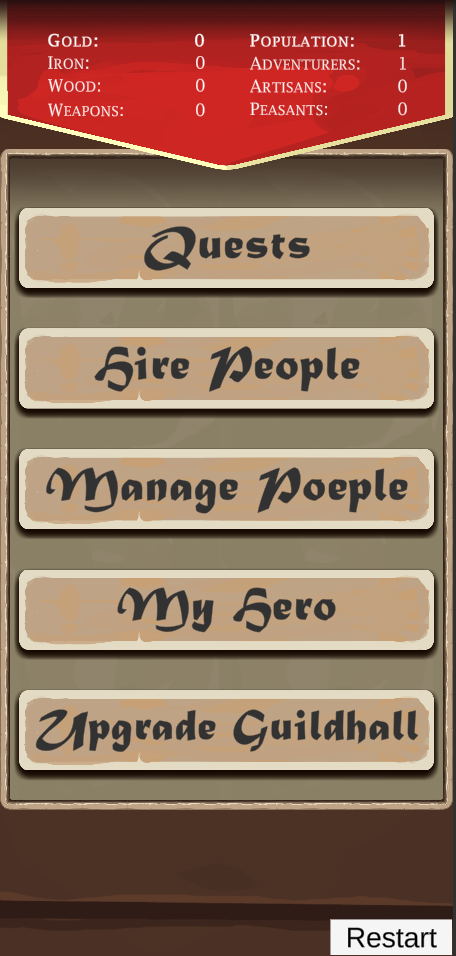 Gold: 0 Population: 1
Iron: 0 Adventurers: 1
Wood: 0 Artisans: 0
Weapons: 0 Peasants: 0
Quests
Hire People
Manage Poeple
My Hero
Upgrade Guildhall
Restart